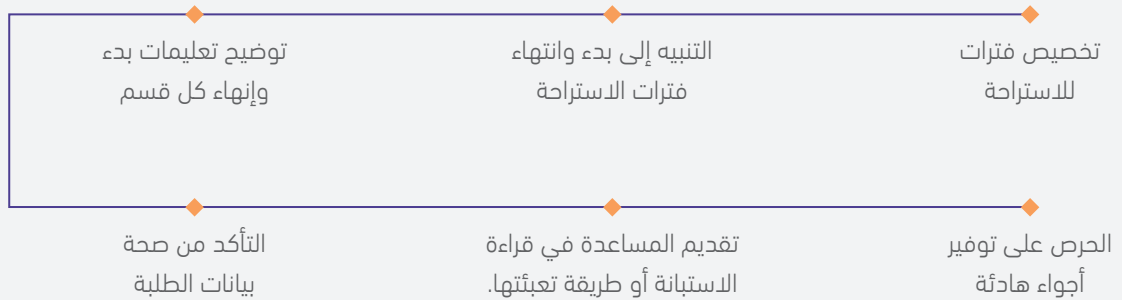 تخصيص فترات
للاستراحة
التنبيه إلى بدء وانتهاء
فترات الاستراحة
توضيح تعليمات بدء
وإنهاء كل قسم
الحرص على توفير
أجواء هادئة
تقديم المساعدة في قراءة
الاستبانة أو طريقة تعبئتها.
التأكد من صحة
بيانات الطلبة